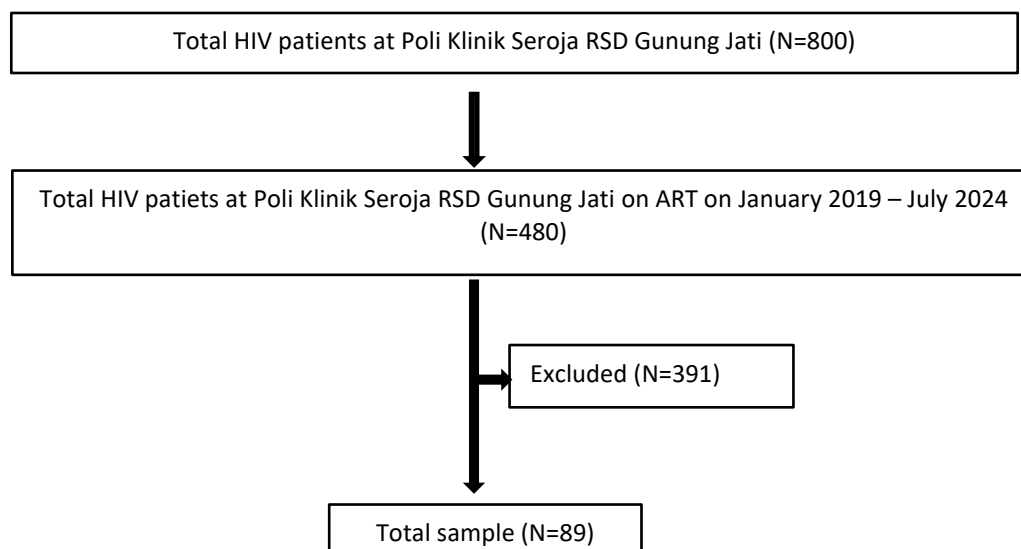 Total HIV patients at Poli Klinik Seroja RSD Gunung Jati (N=800)
Total HIV patiets at Poli Klinik Seroja RSD Gunung Jati on ART on January 2019 – July 2024
(N=480)
Excluded (N=391)
Total sample (N=89)